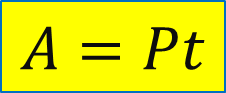 A = Pt